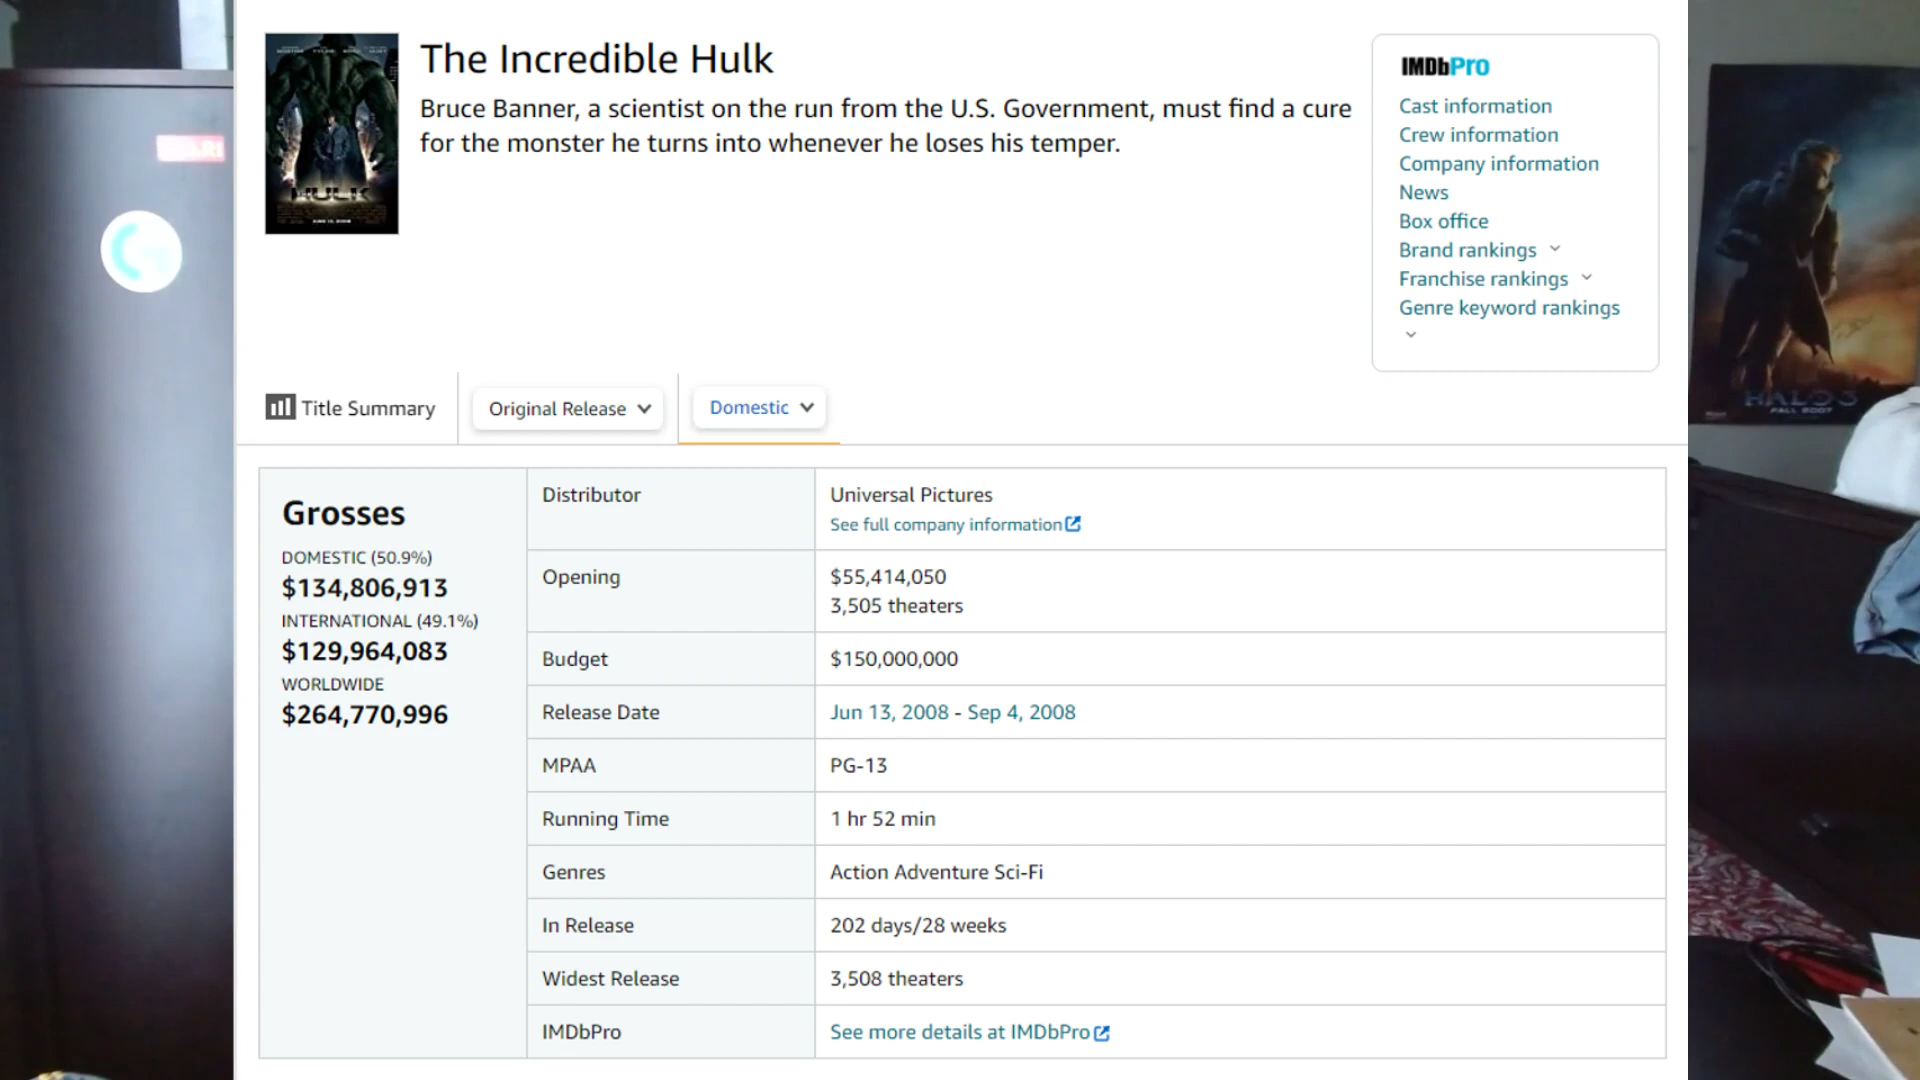 The Incredible Hulk
Bruce Banner, a scientist on the run from the U.S. Government, must find a cure
for the monster he turns into whenever he loses his temper.
HULK
IMDbPro
Cast information
Crew information
Company information
News
Box office
Brand rankings
Franchise rankings
Genre keyword rankings
Title Summary
Original Release
Domestic
Grosses
DOMESTIC (50.9%)
$134,806,913
INTERNATIONAL (49.1%)
$129,964,083
WORLDWIDE
$264,770,996
Distributor
Universal Pictures
See full company information
Opening
$55,414,050
3,505 theaters
Budget
$150,000,000
Release Date
Jun 13, 2008 - Sep 4, 2008
MPAA
PG-13
Running Time
1 hr 52 min
Genres
Action Adventure Sci-Fi
In Release
202 days/28 weeks
Widest Release
3,508 theaters
IMDbPro
See more details at IMDbPro
HALO 3
FALL 2007